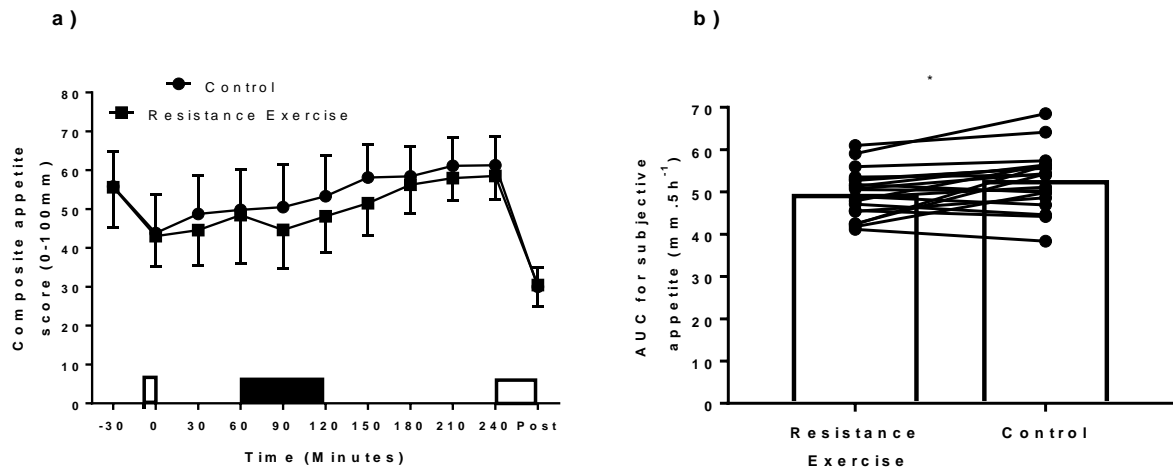 a)
Control
Resistance Exercise
Composite appetite
score (0-100mm)
80
70
60
50
40
30
20
10
0
-30 0 30 60 90 120 150 180 210 240 Post
Time (Minutes)
b)
*
AUC for subjective
appetite (mm.5h-1)
70
60
50
40
30
20
10
0
Resistance
Exercise
Control